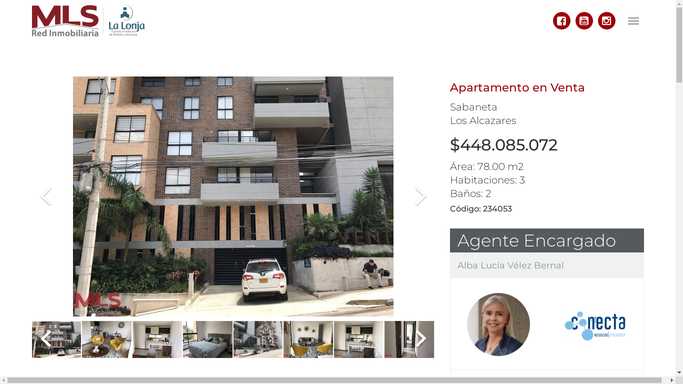 MLS
Red Inmobiliaria
La Lonja
Apartamento en Venta
Sabaneta
Los Alcazares
$448.085.072
Área: 78.00 m2
Habitaciones: 3
Baños: 2
Código: 234053
MLS
Agente Encargado
Alba Lucia Vélez Bernal
conecta